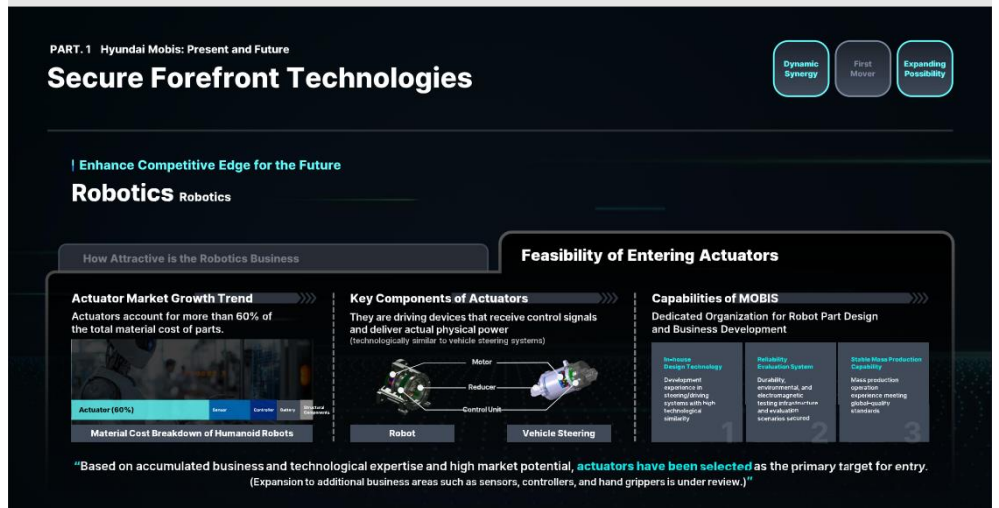 PART. 1 Hyundai Mobis: Present and Future
Secure Forefront Technologies
Dynamic
Synergy
First
Mover
Expanding
Possibility
Enhance Competitive Edge for the Future
Robotics Robotics
How Attractive is the Robotics Business
Feasibility of Entering Actuators
Actuator Market Growth Trend
Actuators account for more than 60% of
the total material cost of parts.
Actuator (60%)
Sensor
Controller
Battery
Structural
Components
Material Cost Breakdown of Humanoid Robots
Key Components of Actuators
They are driving devices that receive control signals
and deliver actual physical power
(technologically similar to vehicle steering systems)
Motor
Reducer
Control Unit
Robot
Vehicle Steering
Capabilities of MOBIS
Dedicated Organization for Robot Part Design
and Business Development
In-house
Design Technology
Development
experience in
steering/driving
systems with high
technological
similarity
1
Reliability
Evaluation System
Durability,
environmental, and
electromagnetic
testing infrastructure
and evaluation
scenarios secured
2
Stable Mass Production
Capability
Mass production
operation
experience meeting
global-quality
standards
3
"Based on accumulated business and technological expertise and high market potential, actuators have been selected as the primary target for entry.
(Expansion to additional business areas such as sensors, controllers, and hand grippers is under review.)"